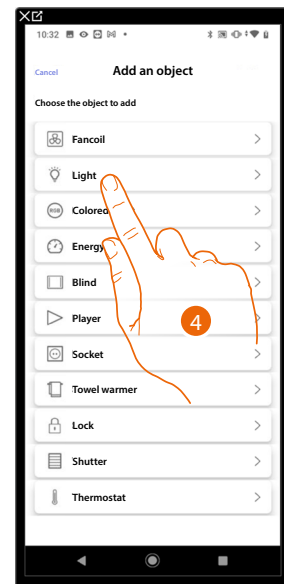 10:32
Cancel
Add an object
Choose the object to add
Fancoil
Light
RGB
Colored
Energy
Blind
Player
4
Socket
Towel warmer
Lock
Shutter
Thermostat